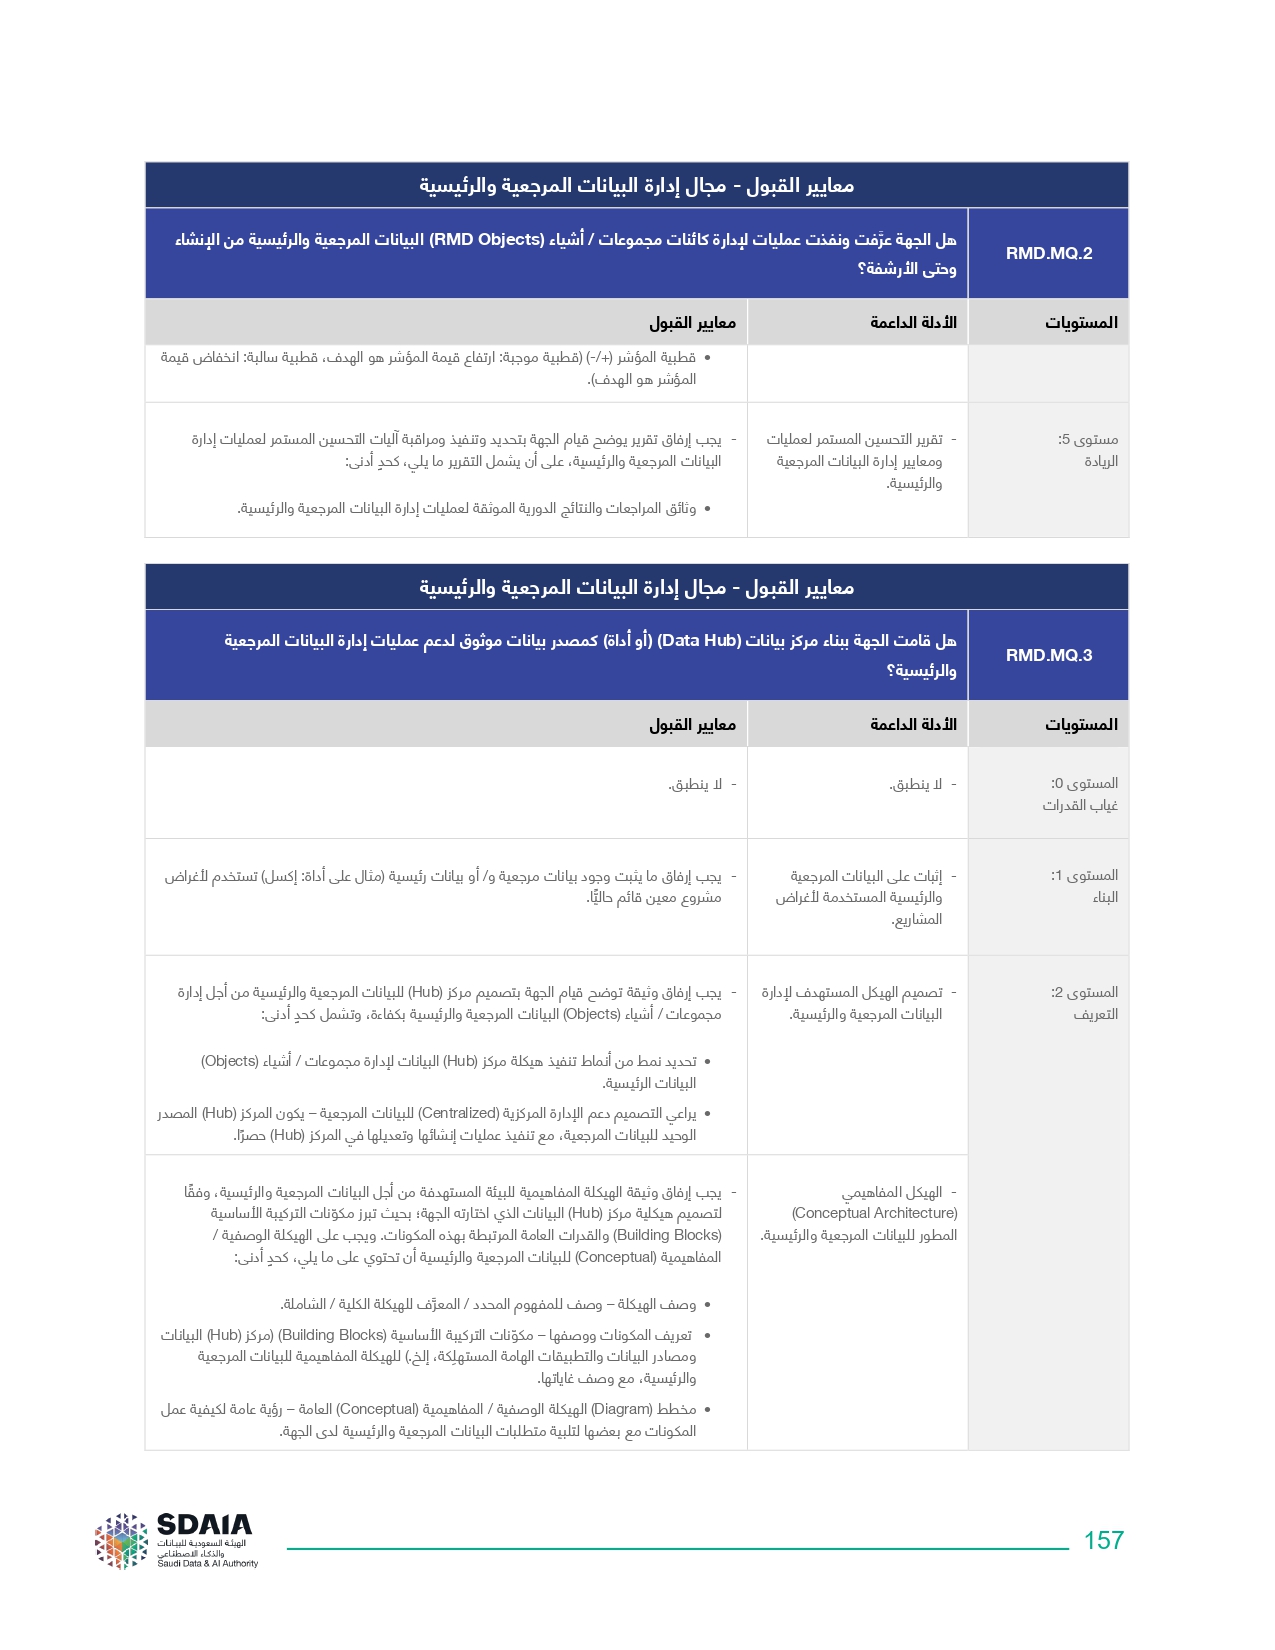 معايير القبول - مجال إدارة البيانات المرجعية والرئيسية
RMD.MQ.2
هل الجهة عرَّفت ونفذت عمليات لإدارة كائنات مجموعات / أشياء (RMD Objects) البيانات المرجعية والرئيسية من الإنشاء
وحتى الأرشفة؟
المستويات
الأدلة الداعمة
معايير القبول
• قطبية المؤشر (+/-) (قطبية موجبة: ارتفاع قيمة المؤشر هو الهدف، قطبية سالبة: انخفاض قيمة
المؤشر هو الهدف).
مستوى 5:
الريادة
- تقرير التحسين المستمر لعمليات
ومعايير إدارة البيانات المرجعية
والرئيسية.
- يجب إرفاق تقرير يوضح قيام الجهة بتحديد وتنفيذ ومراقبة آليات التحسين المستمر لعمليات إدارة
البيانات المرجعية والرئيسية، على أن يشمل التقرير ما يلي، كحدٍ أدنى:
• وثائق المراجعات والنتائج الدورية الموثقة لعمليات إدارة البيانات المرجعية والرئيسية.
معايير القبول - مجال إدارة البيانات المرجعية والرئيسية
RMD.MQ.3
هل قامت الجهة ببناء مركز بيانات (Data Hub) (أو أداة) كمصدر بيانات موثوق لدعم عمليات إدارة البيانات المرجعية
والرئيسية؟
المستويات
الأدلة الداعمة
معايير القبول
المستوى 0:
غياب القدرات
- لا ينطبق.
- لا ينطبق.
المستوى 1:
البناء
- إثبات على البيانات المرجعية
والرئيسية المستخدمة لأغراض
المشاريع.
- يجب إرفاق ما يثبت وجود بيانات مرجعية و/ أو بيانات رئيسية (مثال على أداة: إكسل) تستخدم لأغراض
مشروع معين قائم حاليًّا.
المستوى 2:
التعريف
- تصميم الهيكل المستهدف لإدارة
البيانات المرجعية والرئيسية.
- يجب إرفاق وثيقة توضح قيام الجهة بتصميم مركز (Hub) للبيانات المرجعية والرئيسية من أجل إدارة
مجموعات / أشياء (Objects) البيانات المرجعية والرئيسية بكفاءة، وتشمل كحدٍ أدنى:
• تحديد نمط من أنماط تنفيذ هيكلة مركز (Hub) البيانات لإدارة مجموعات / أشياء (Objects)
البيانات الرئيسية.
• يراعي التصميم دعم الإدارة المركزية (Centralized) للبيانات المرجعية – يكون المركز (Hub) المصدر
الوحيد للبيانات المرجعية، مع تنفيذ عمليات إنشائها وتعديلها في المركز (Hub) حصرًا.
- الهيكل المفاهيمي
(Conceptual Architecture)
المطور للبيانات المرجعية والرئيسية.
- يجب إرفاق وثيقة الهيكلة المفاهيمية للبيئة المستهدفة من أجل البيانات المرجعية والرئيسية، وفقًا
لتصميم هيكلية مركز (Hub) البيانات الذي اختارته الجهة؛ بحيث تبرز مكوّنات التركيبة الأساسية
(Building Blocks) والقدرات العامة المرتبطة بهذه المكونات. ويجب على الهيكلة الوصفية /
المفاهيمية (Conceptual) للبيانات المرجعية والرئيسية أن تحتوي على ما يلي، كحدٍ أدنى:
• وصف الهيكلة – وصف للمفهوم المحدد / المعرَّف للهيكلة الكلية / الشاملة.
• تعريف المكونات ووصفها – مكوّنات التركيبة الأساسية (Building Blocks) (مركز (Hub) البيانات
ومصادر البيانات والتطبيقات الهامة المستهلِكة، إلخ.) للهيكلة المفاهيمية للبيانات المرجعية
والرئيسية، مع وصف غاياتها.
• مخطط (Diagram) الهيكلة الوصفية / المفاهيمية (Conceptual) العامة – رؤية عامة لكيفية عمل
المكونات مع بعضها لتلبية متطلبات البيانات المرجعية والرئيسية لدى الجهة.
SDAIA
الهيئة السعودية للبيانات
والذكاء الاصطناعي
Saudi Data & AI Authority
157